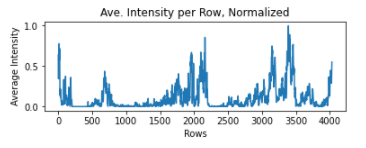 Ave. Intensity per Row, Normalized
1.0
0.5
0.0
Average Intensity
0 500 1000 1500 2000 2500 3000 3500 4000
Rows